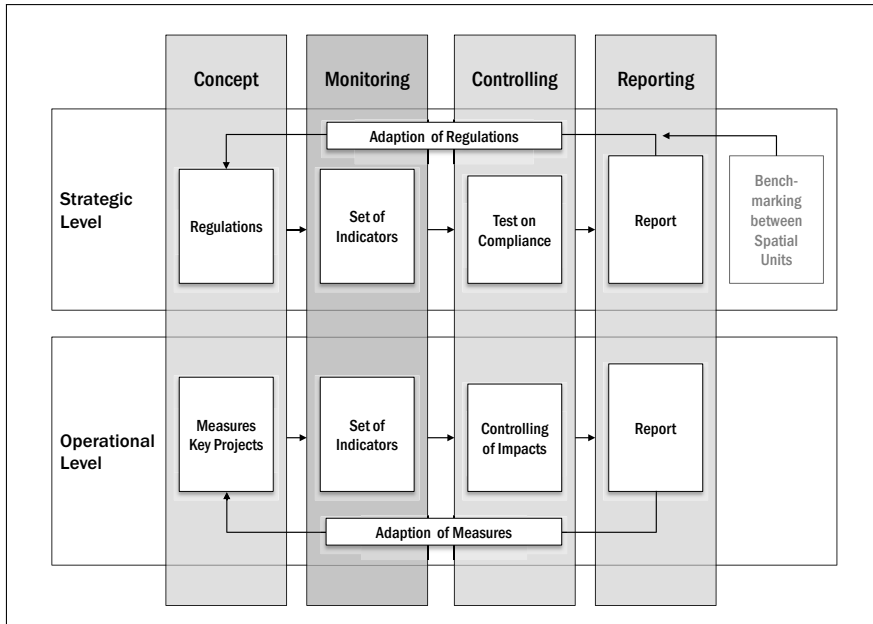 Concept
Monitoring
Controlling
Reporting
Adaption of Regulations
Strategic
Level
Regulations
Set of
Indicators
Test on
Compliance
Report
Bench-
marking
between
Spatial
Units
Operational
Level
Measures
Key Projects
Set of
Indicators
Controlling
of Impacts
Report
Adaption of Measures